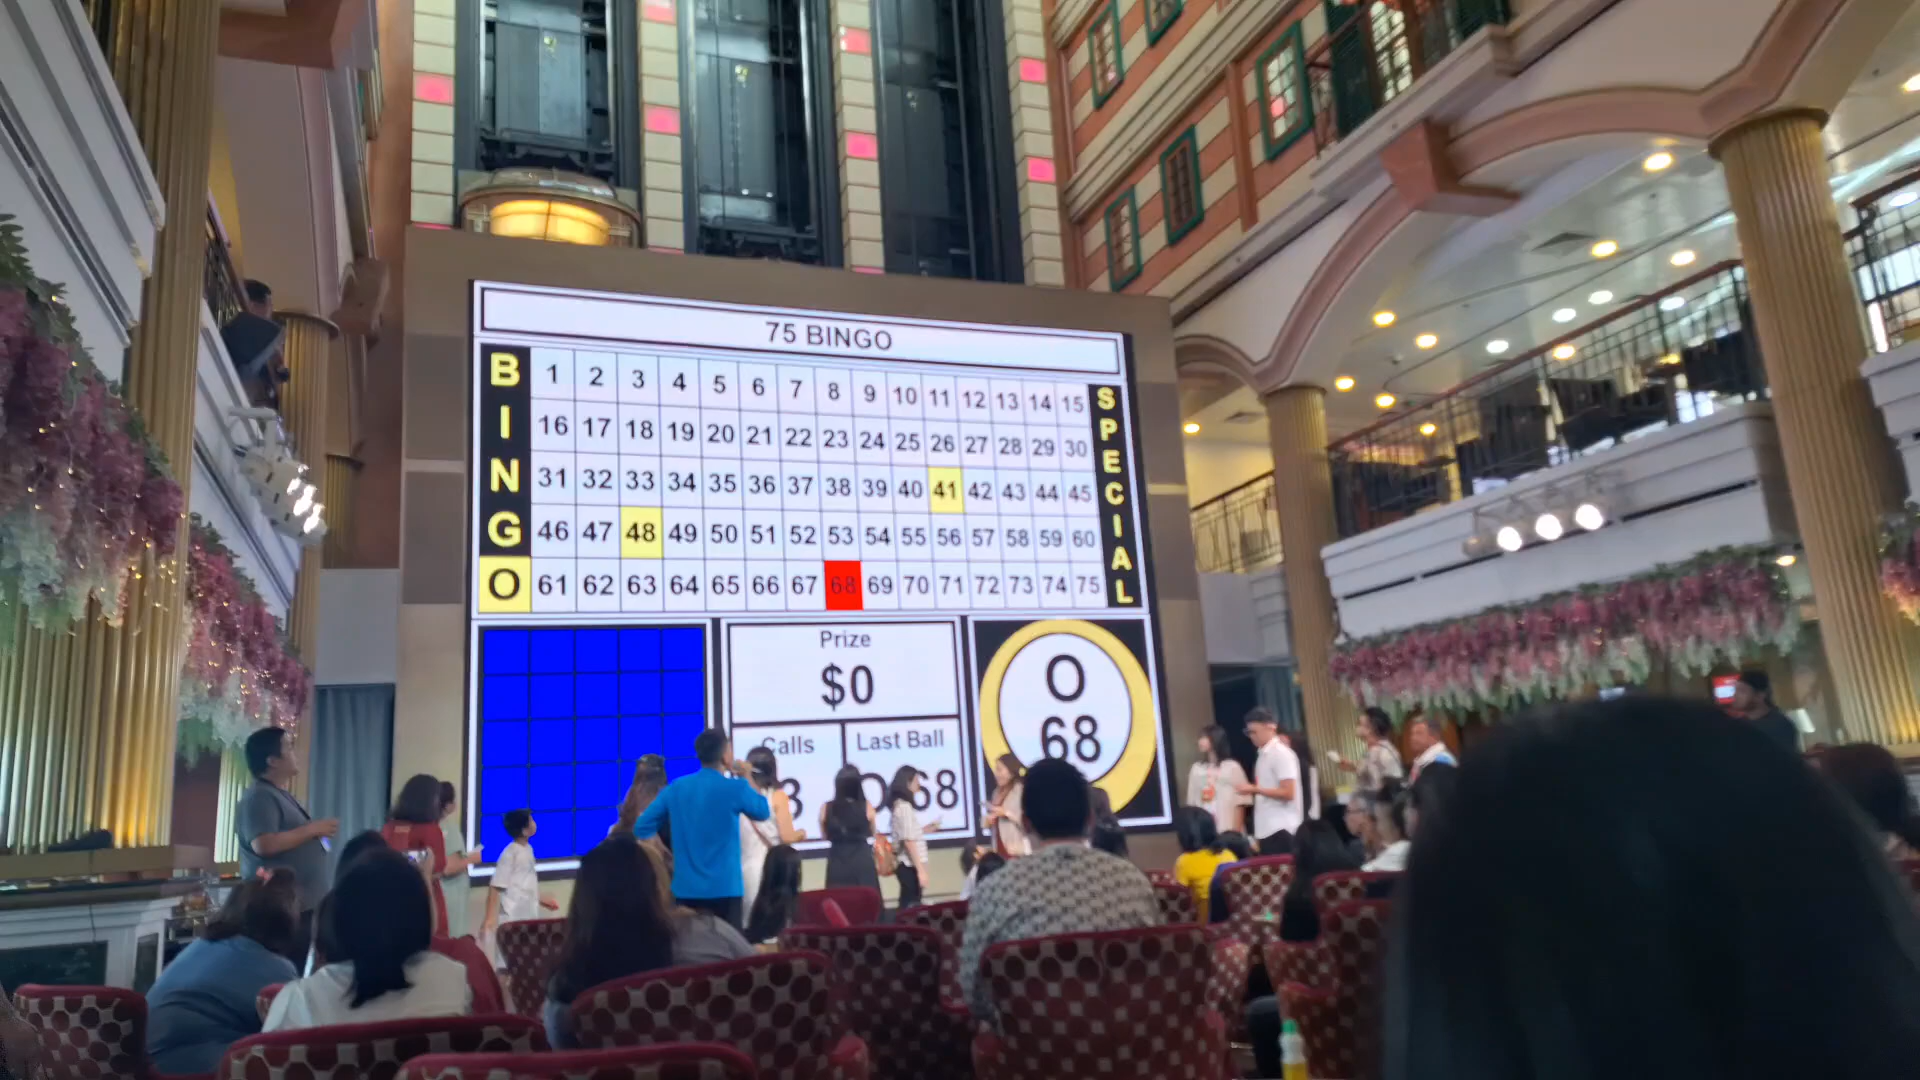 75 BINGO
B 1 2 3 4 5 6 7 8 9 10 11 12 13 14 15
I 16 17 18 19 20 21 22 23 24 25 26 27 28 29 30
N 31 32 33 34 35 36 37 38 39 40 41 42 43 44 45
G 46 47 48 49 50 51 52 53 54 55 56 57 58 59 60
O 61 62 63 64 65 66 67 68 69 70 71 72 73 74 75
SPECIAL
Prize
$0
Calls
3
Last Ball
O 68
O
68